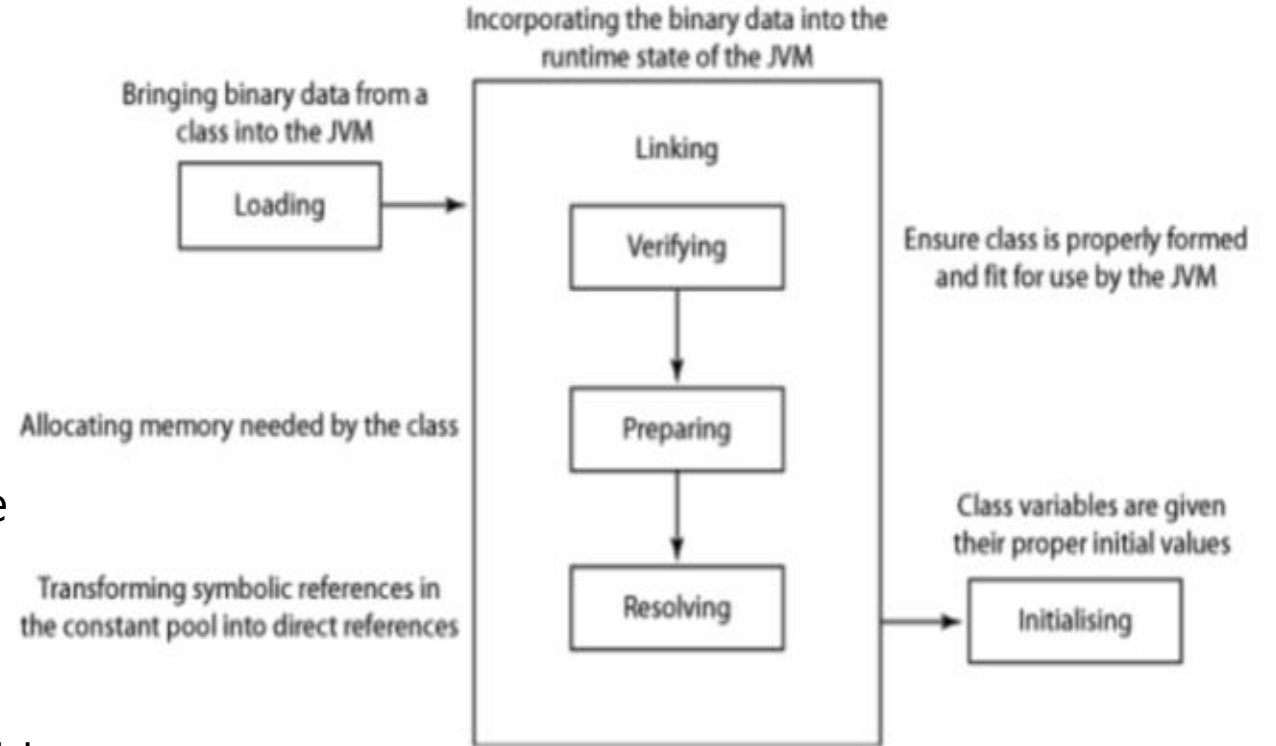 Incorporating the binary data into the
runtime state of the JVM
Bringing binary data from a
class into the JVM
Loading
Linking
Verifying
Ensure class is properly formed
and fit for use by the JVM
Allocating memory needed by the class
Preparing
e
Class variables are given
their proper initial values
Transforming symbolic references in
the constant pool into direct references
Resolving
Initialising